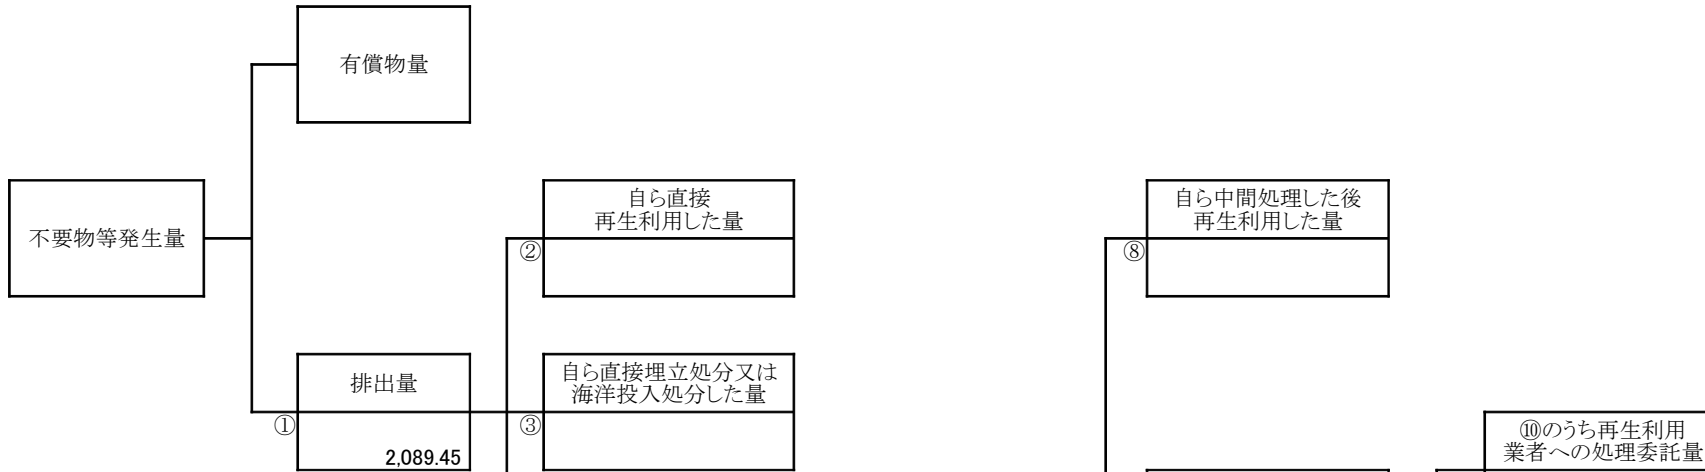 有償物量
不要物等発生量
自ら直接
再生利用した量
②
自ら中間処理した後
再生利用した量
⑧
排出量
①
2,089.45
自ら直接埋立処分又は
海洋投入処分した量
③
⑩のうち再生利用
業者への処理委託量